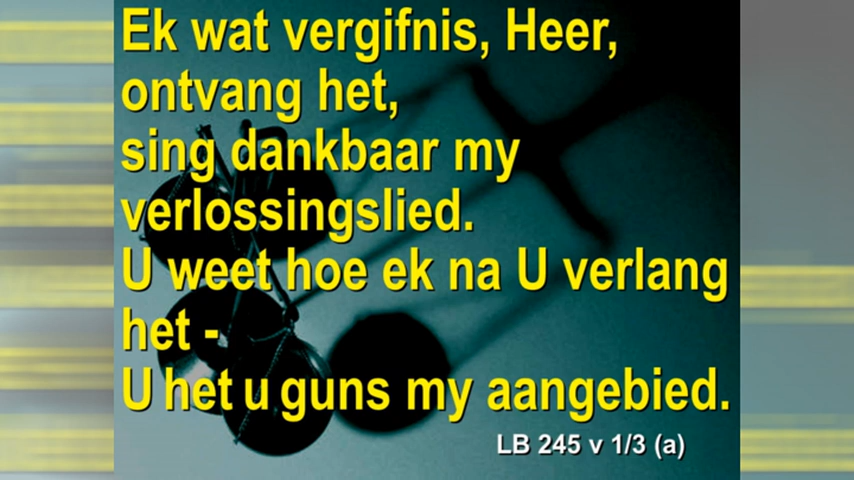 Ek wat vergifnis, Heer,
ontvang het,
sing dankbaar my
verlossingslied.
U weet hoe ek na U verlang
het -
U het u guns my aangebied.
LB 245 v 1/3 (a)